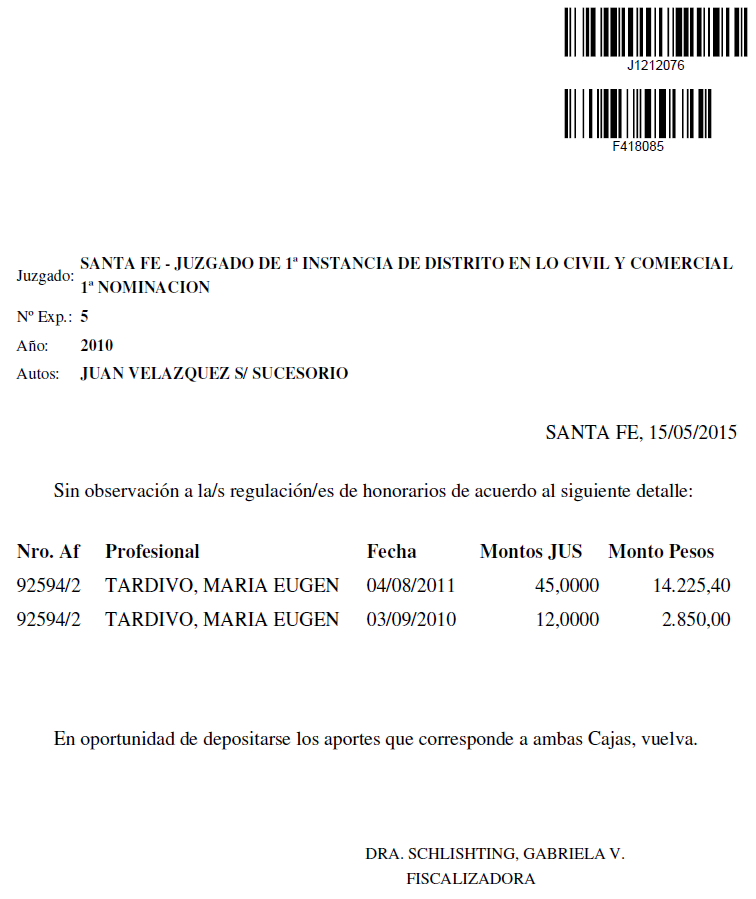 J1212076
F418085
Juzgado: SANTA FE - JUZGADO DE 1ª INSTANCIA DE DISTRITO EN LO CIVIL Y COMERCIAL
1ª NOMINACION
Nº Exp.: 5
Año: 2010
Autos: JUAN VELAZQUEZ S/ SUCESORIO
SANTA FE, 15/05/2015
Sin observación a la/s regulación/es de honorarios de acuerdo al siguiente detalle:
Nro. Af Profesional Fecha Montos JUS Monto Pesos
92594/2 TARDIVO, MARIA EUGEN 04/08/2011 45,0000 14.225,40
92594/2 TARDIVO, MARIA EUGEN 03/09/2010 12,0000 2.850,00
En oportunidad de depositarse los aportes que corresponde a ambas Cajas, vuelva.
DRA. SCHLISHTING, GABRIELA V.
FISCALIZADORA